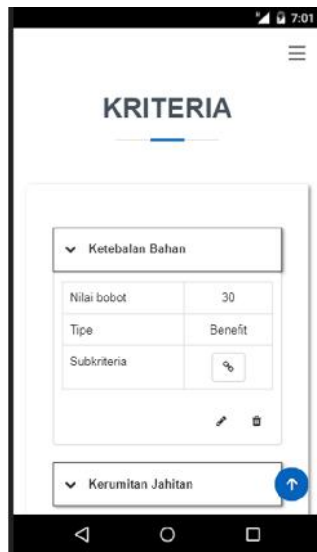 7:01
KRITERIA
Ketebalan Bahan
Nilai bobot 30
Tipe Benefit
Subkriteria
Kerumitan Jahitan